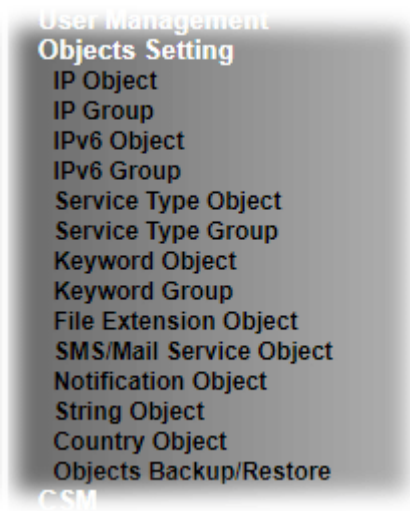 User Management
Objects Setting
IP Object
IP Group
IPv6 Object
IPv6 Group
Service Type Object
Service Type Group
Keyword Object
Keyword Group
File Extension Object
SMS/Mail Service Object
Notification Object
String Object
Country Object
Objects Backup/Restore
CSM